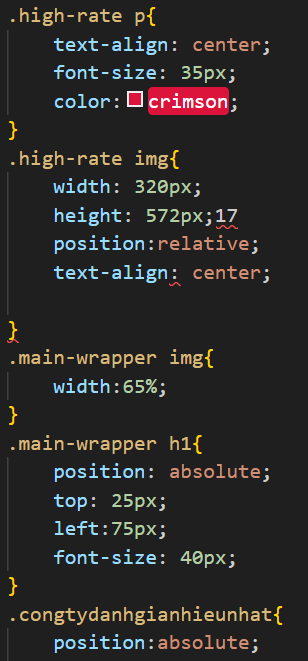 .high-rate p{
text-align: center;
font-size: 35px;
color: crimson;
}
.high-rate img{
width: 320px;
height: 572px;17
position:relative;
text-align: center;
}
.main-wrapper img{
width:65%;
}
.main-wrapper h1{
position: absolute;
top: 25px;
left:75px;
font-size: 40px;
}
.congtydanhgianhieunhat{
position:absolute;